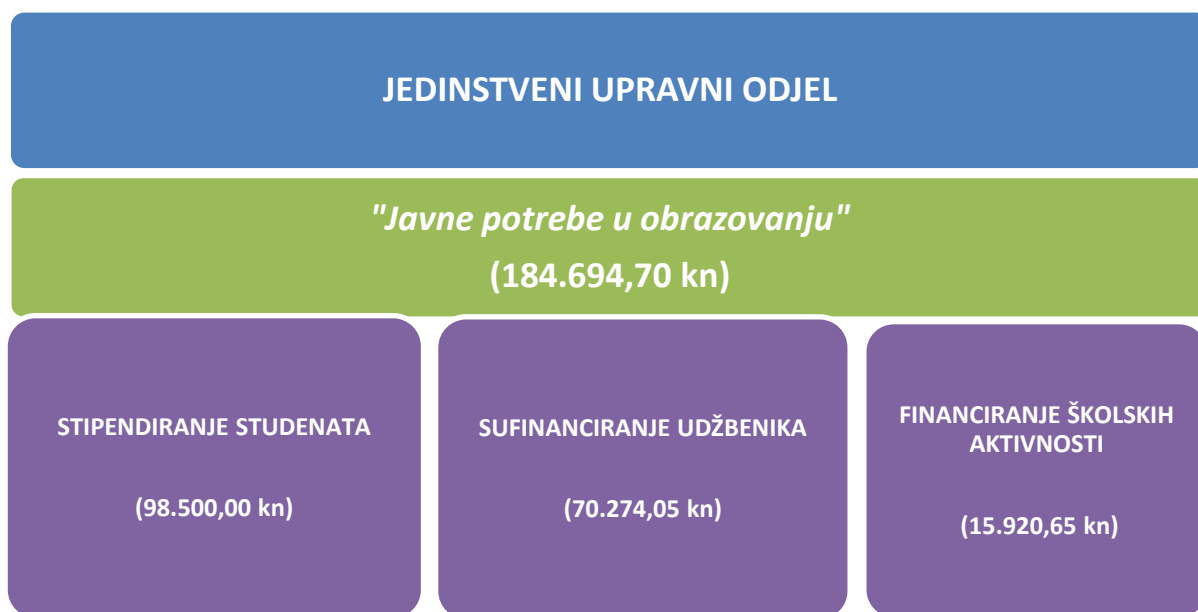 JEDINSTVENI UPRAVNI ODJEL
"Javne potrebe u obrazovanju"
(184.694,70 kn)
STIPENDIRANJE STUDENATA
(98.500,00 kn)
SUFINANCIRANJE UDŽBENIKA
(70.274,05 kn)
FINANCIRANJE ŠKOLSKIH
AKTIVNOSTI
(15.920,65 kn)